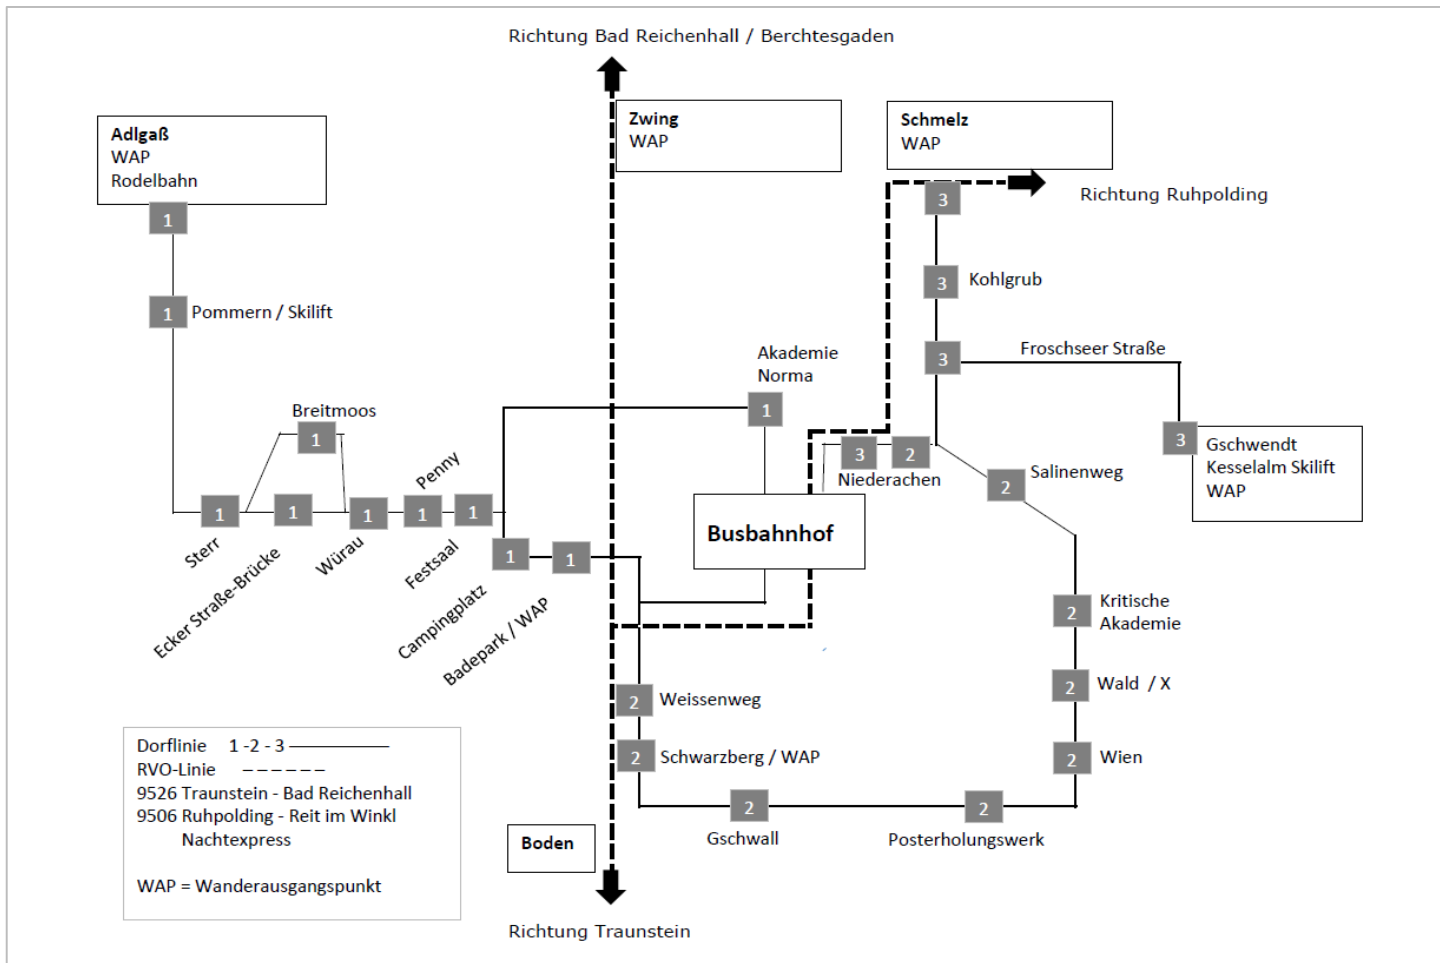 Richtung Bad Reichenhall / Berchtesgaden
Adlgaß
WAP
Rodelbahn
Zwing
WAP
Schmelz
WAP
Richtung Ruhpolding
1
3
1
Pommern / Skilift
3
Kohlgrub
3
Froschseer Straße
Akademie
Norma
1
Breitmoos
1
3
2
Niederachen
3
Gschwendt
Kesselalm Skilift
WAP
2
Salinenweg
Penny
1
1
1
1
1
Sterr
Ecker Straße-Brücke
Würau
Festsaal
Busbahnhof
1
1
Campingplatz
Badepark / WAP
2
Kritische
Akademie
2
Wald / X
2
Weissenweg
2
Schwarzberg / WAP
2
Wien
2
Gschwall
2
Posterholungswerk
Dorflinie 1 -2 - 3
RVO-Linie
9526 Traunstein - Bad Reichenhall
9506 Ruhpolding - Reit im Winkl
Nachtexpress
WAP = Wanderausgangspunkt
Boden
Richtung Traunstein